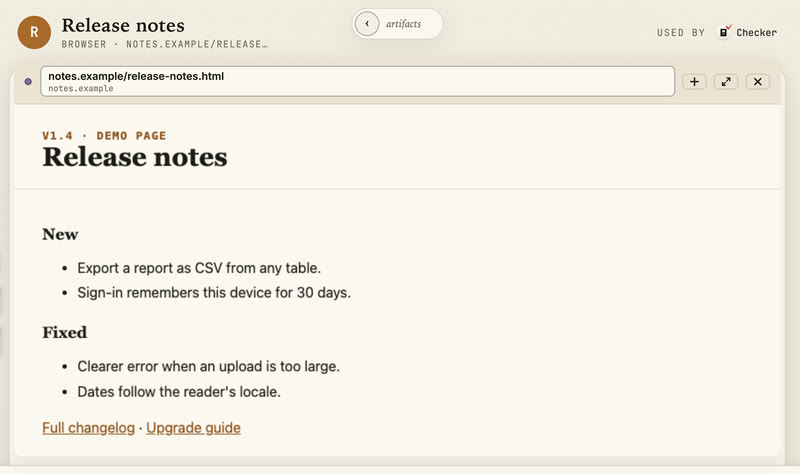 R
Release notes
BROWSER · NOTES.EXAMPLE/RELEASE…
‹ artifacts
USED BY Checker
notes.example/release-notes.html
notes.example
V1.4 · DEMO PAGE
Release notes
New
• Export a report as CSV from any table.
• Sign-in remembers this device for 30 days.
Fixed
• Clearer error when an upload is too large.
• Dates follow the reader's locale.
Full changelog · Upgrade guide